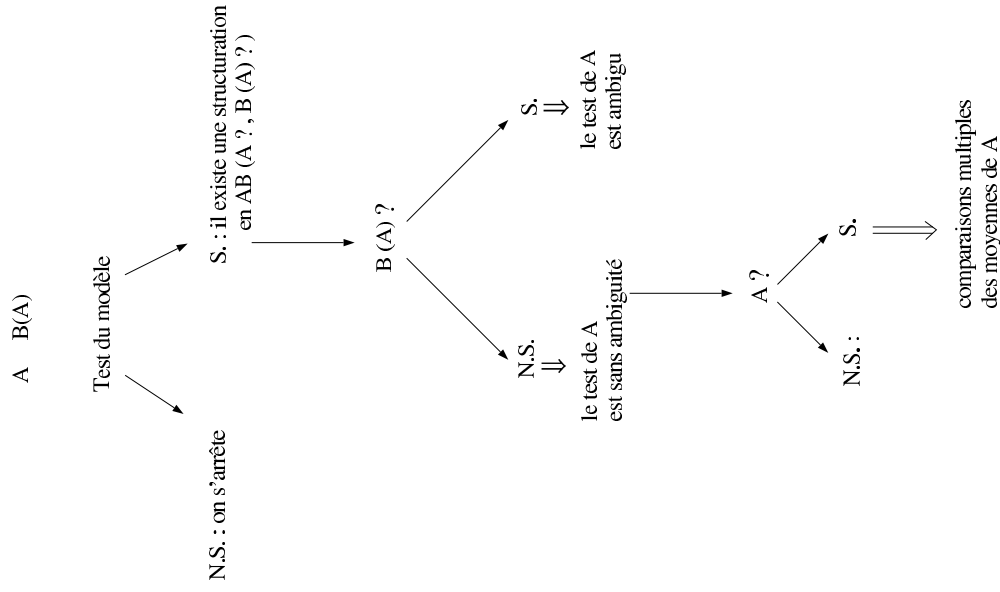 A B(A)
Test du modèle
N.S. : on s'arrête
S. : il existe une structuration
en AB (A ? , B (A) ? )
B (A) ?
N.S.
⇒
le test de A
est sans ambiguité
S.
⇒
le test de A
est ambigu
A ?
N.S. :
S.
comparaisons multiples
des moyennes de A